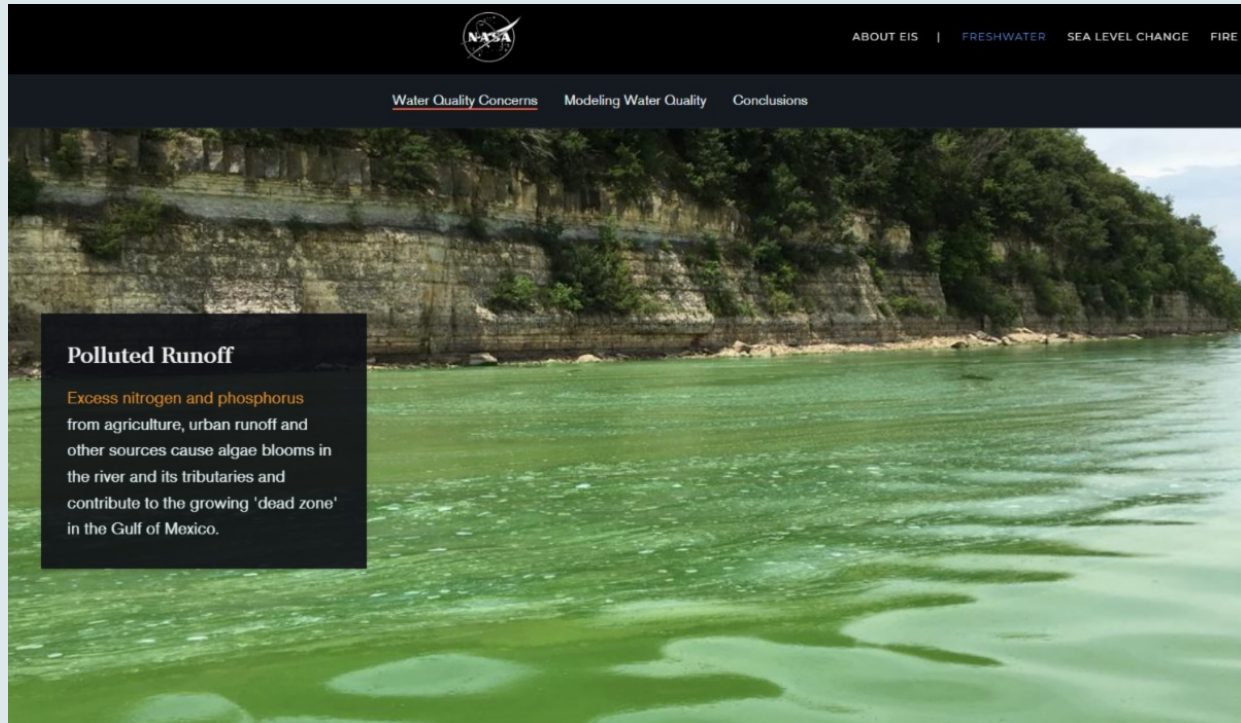 NASA
ABOUT EIS | FRESHWATER SEA LEVEL CHANGE FIRE
Water Quality Concerns Modeling Water Quality Conclusions
Polluted Runoff
Excess nitrogen and phosphorus
from agriculture, urban runoff and
other sources cause algae blooms in
the river and its tributaries and
contribute to the growing 'dead zone'
in the Gulf of Mexico.